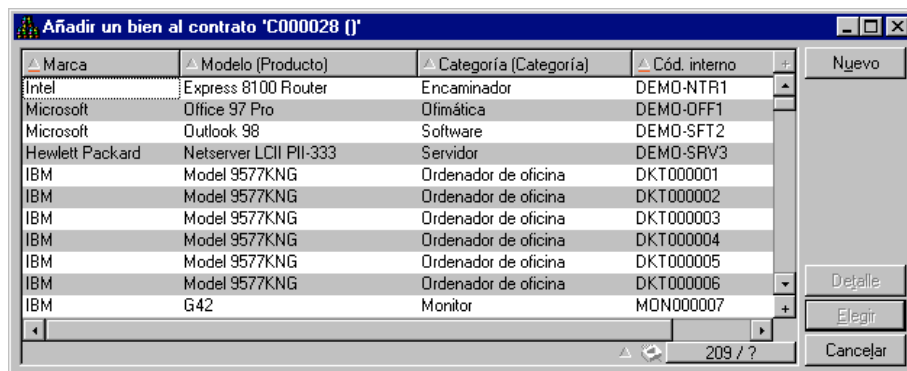 Añadir un bien al contrato 'C000028 ()'
Marca Modelo (Producto) Categoría (Categoría) Cód. interno
Nuevo
Intel Express 8100 Router Encaminador DEMO-NTR1
Microsoft Office 97 Pro Ofimática DEMO-OFF1
Microsoft Outlook 98 Software DEMO-SFT2
Hewlett Packard Netserver LCII PII-333 Servidor DEMO-SRV3
IBM Model 9577KNG Ordenador de oficina DKT000001
IBM Model 9577KNG Ordenador de oficina DKT000002
IBM Model 9577KNG Ordenador de oficina DKT000003
IBM Model 9577KNG Ordenador de oficina DKT000004
IBM Model 9577KNG Ordenador de oficina DKT000005
IBM Model 9577KNG Ordenador de oficina DKT000006
Detalle
IBM G42 Monitor MON000007
Elegir
209 / ?
Cancelar